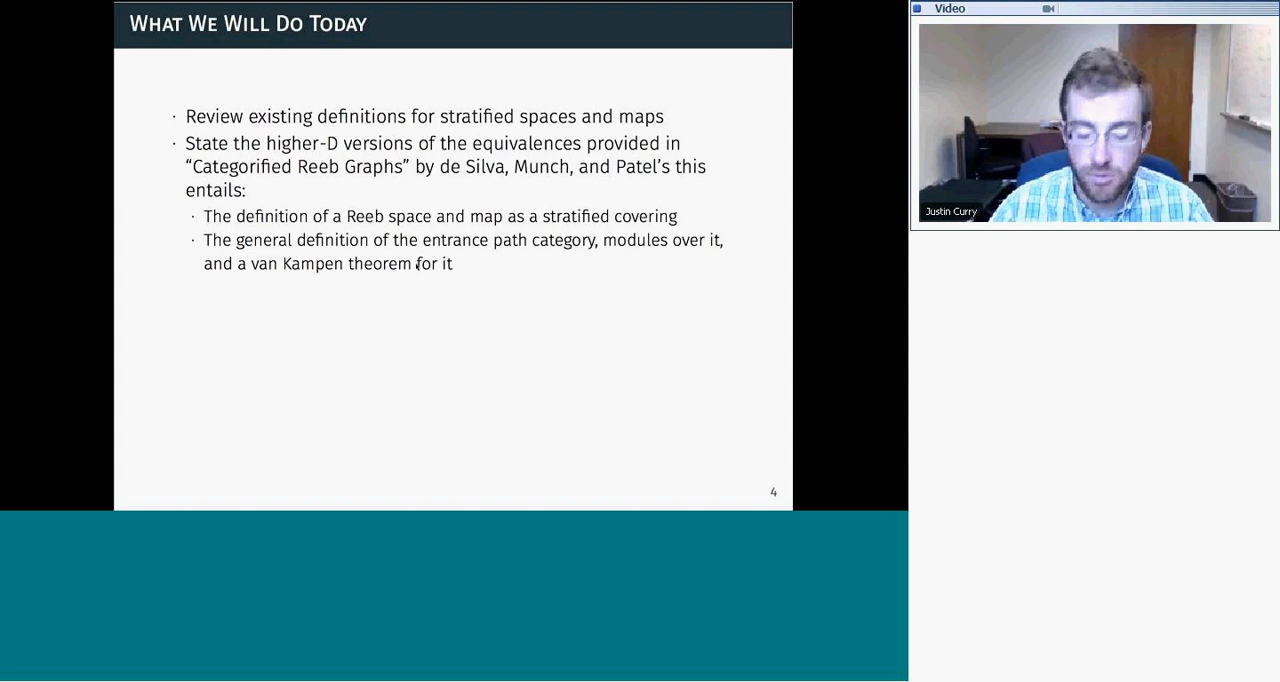 What We Will Do Today
· Review existing definitions for stratified spaces and maps
· State the higher-D versions of the equivalences provided in
“Categorified Reeb Graphs” by de Silva, Munch, and Patel’s this
entails:
· The definition of a Reeb space and map as a stratified covering
· The general definition of the entrance path category, modules over it,
and a van Kampen theorem for it
4
Video
Justin Curry